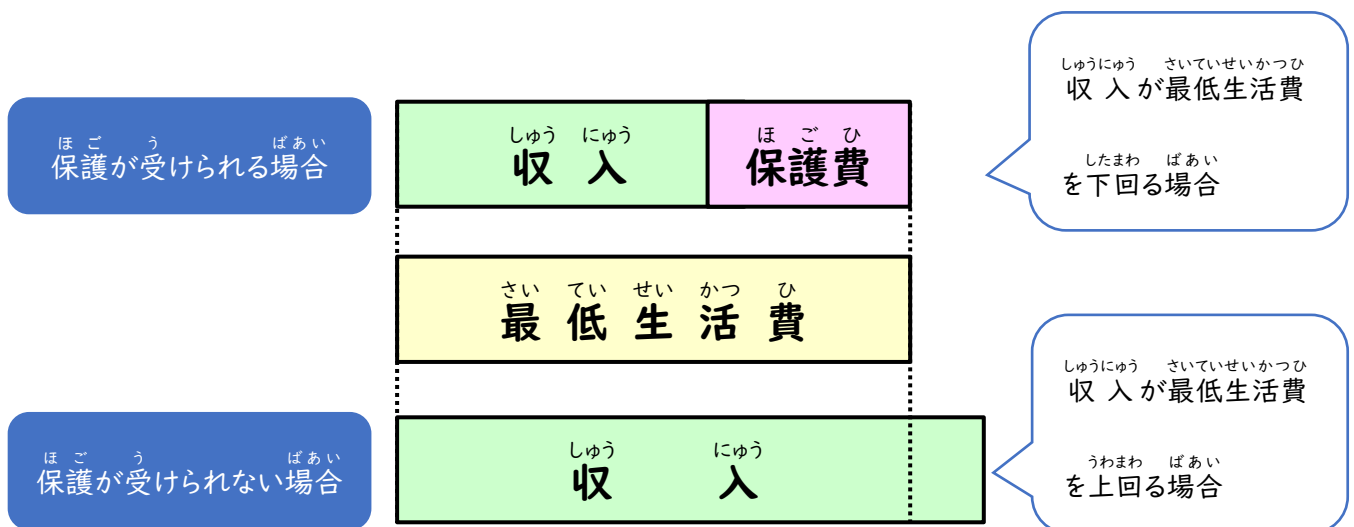 ほご う ばあい
保護が受けられる場合
しゅう にゅう
収 入
ほ ご ひ
保護費
しゅうにゅう さいていせいかつひ
収 入が最低生活費
したまわ ばあい
を下回る場合
さい てい せい かつ ひ
最 低 生 活 費
ほ ご う ばあい
保護が受けられない場合
しゅう にゅう
収 入
しゅうにゅう さいていせいかつひ
収 入が最低生活費
うわまわ ばあい
を上回る場合